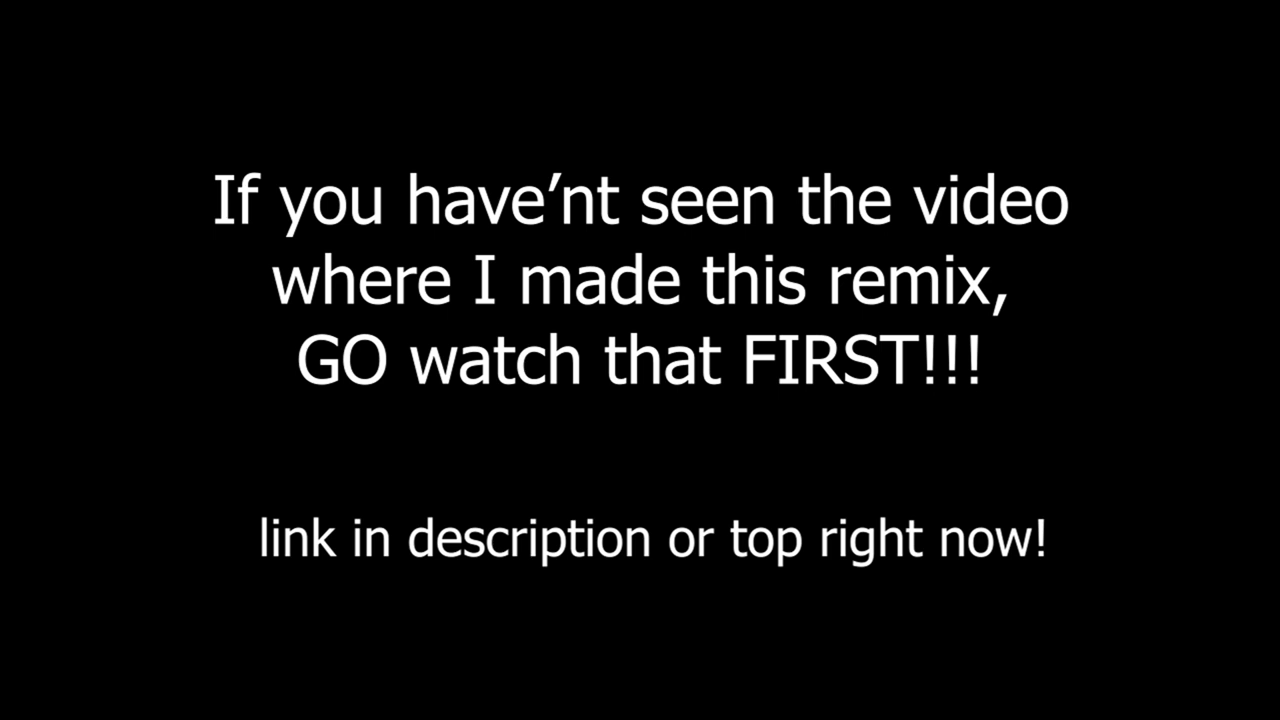 If you have’nt seen the video
where I made this remix,
GO watch that FIRST!!!
link in description or top right now!